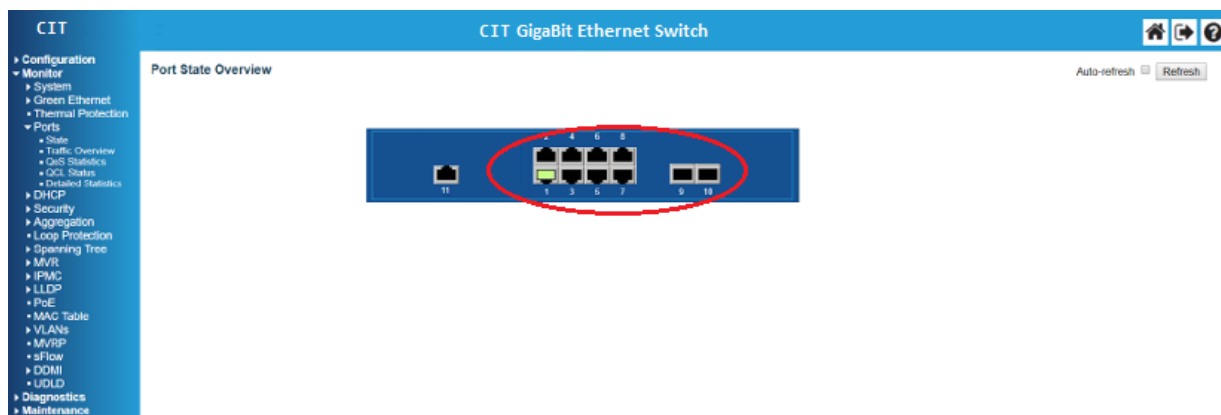 CIT
CIT GigaBit Ethernet Switch
Configuration
Monitor
System
Green Ethernet
Thermal Protection
Ports
State
Traffic Overview
QoS Statistics
QCL Status
Detailed Statistics
DHCP
Security
Aggregation
Loop Protection
Spanning Tree
MVR
IPMC
LLDP
PoE
MAC Table
VLANs
MVRP
sFlow
DDMI
UDLD
Diagnostics
Maintenance
Port State Overview
Auto-refresh Refresh
2 4 6 8
11 1 3 5 7 9 10